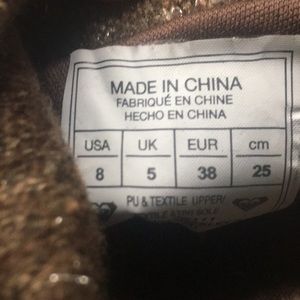 MADE IN CHINA
FABRIQUÉ EN CHINE
HECHO EN CHINA
USA UK EUR cm
8 5 38 25
PU & TEXTILE UPPER/
SOLE